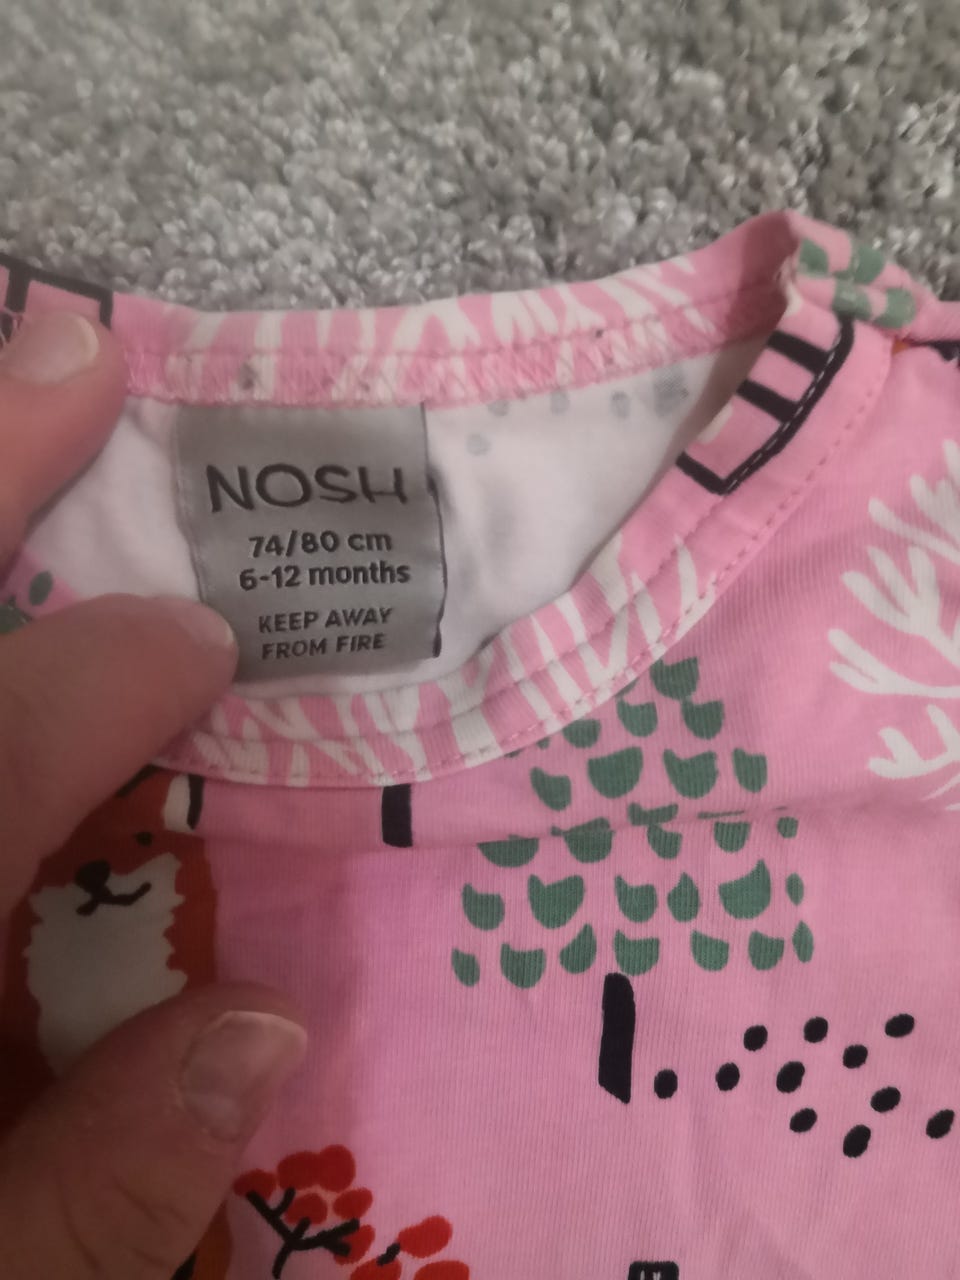 NOSH
74/80 cm
6-12 months
KEEP AWAY
FROM FIRE